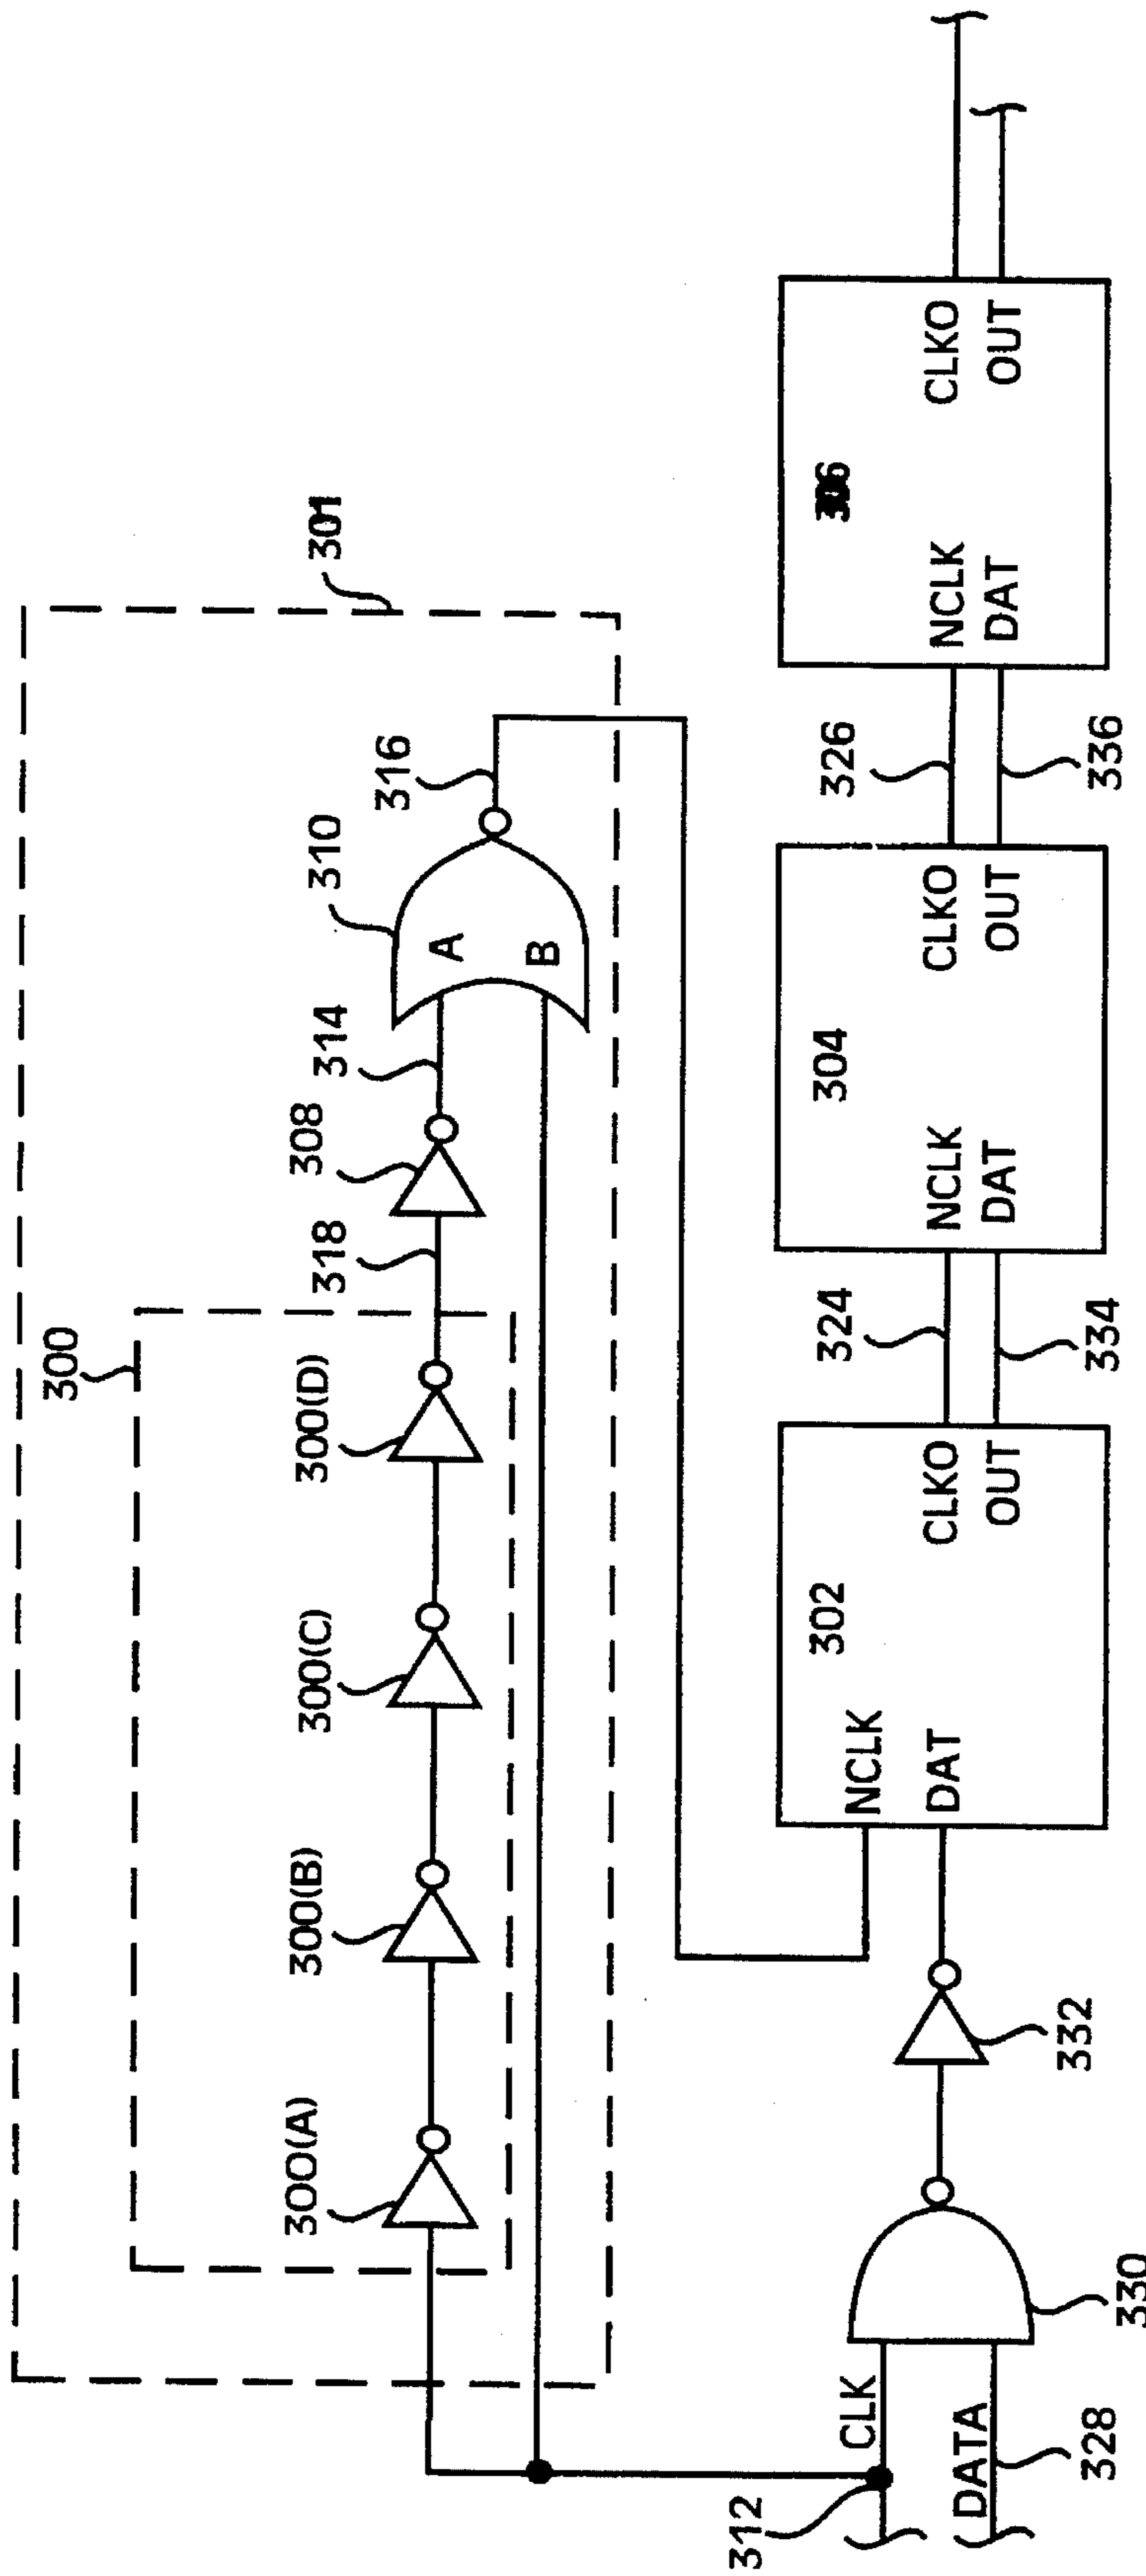 300
301
300(A)
300(B)
300(C)
300(D)
318
308
314
310
A
B
316
312
CLK
DATA
328
330
332
NCLK
DAT
302
CLKO
OUT
324
334
NCLK
DAT
304
CLKO
OUT
326
336
NCLK
DAT
306
CLKO
OUT